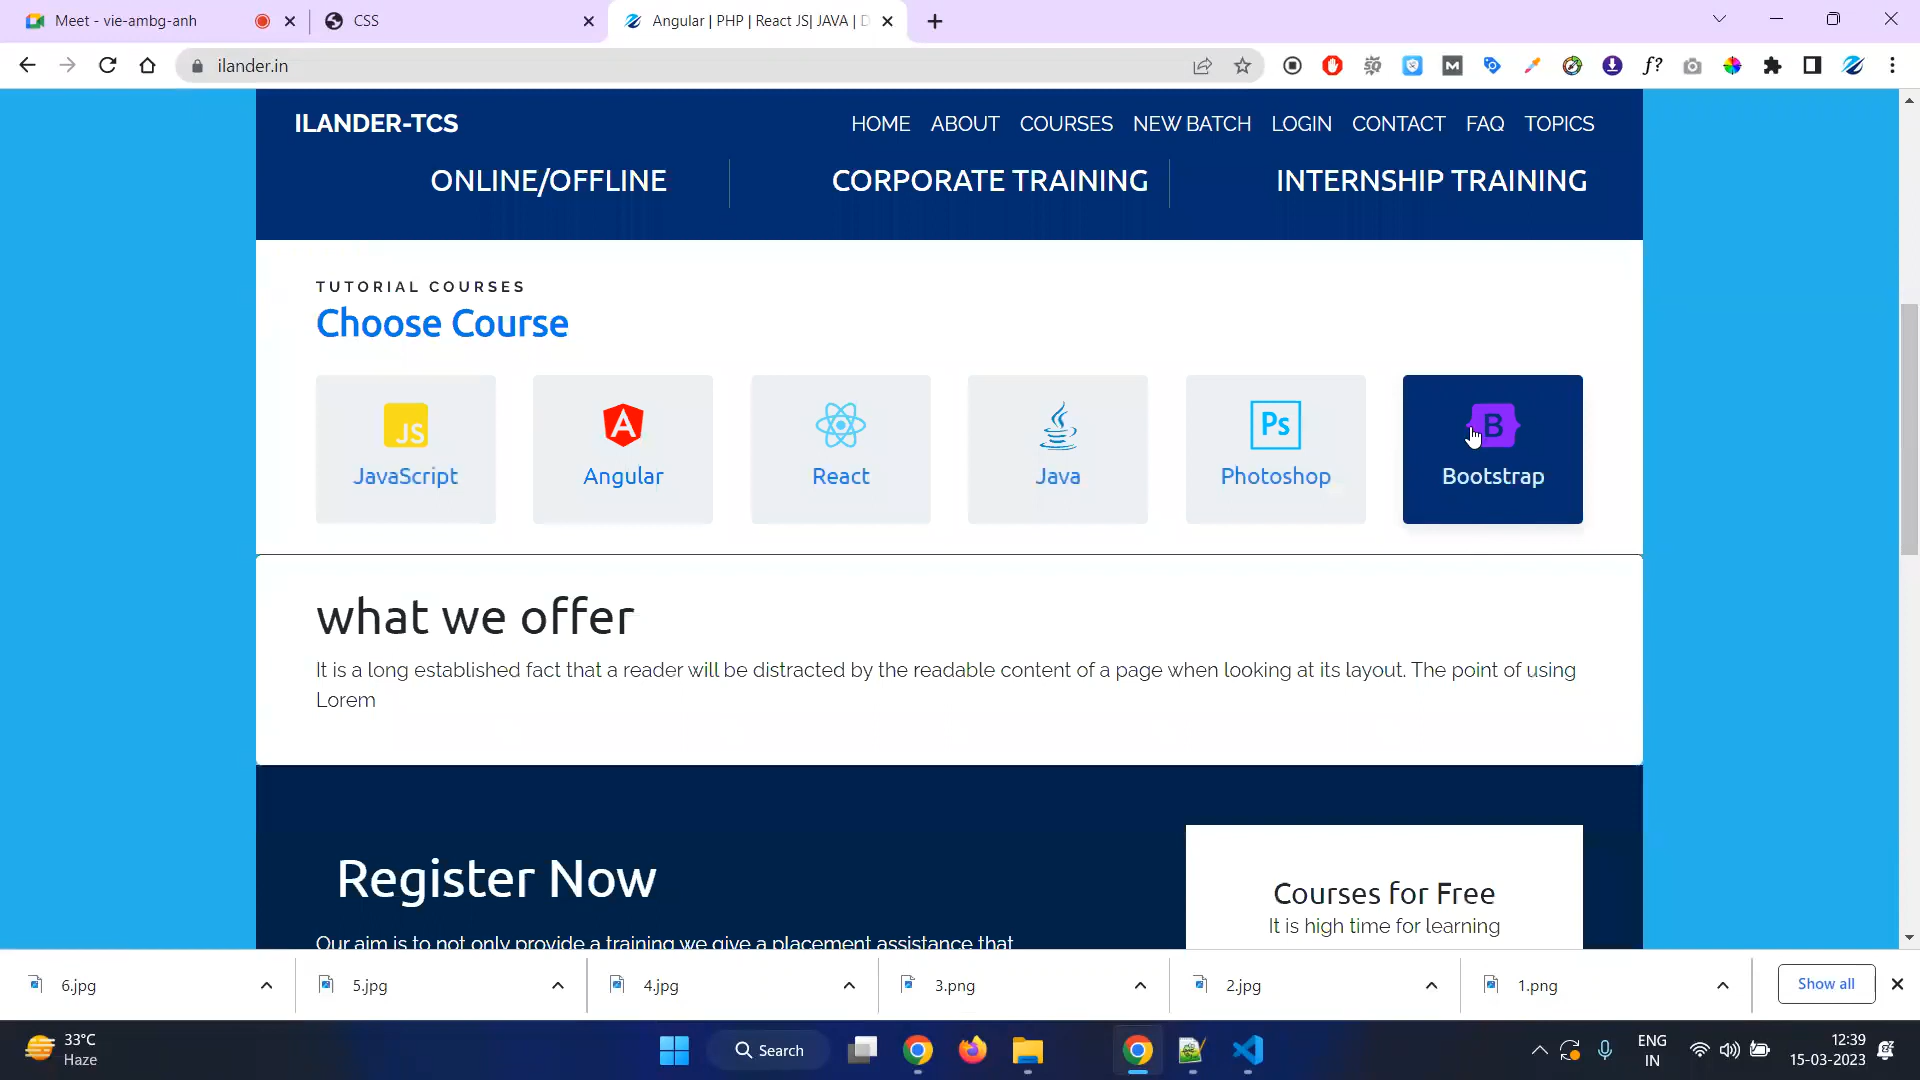 Meet - vie-ambg-anh
CSS
Angular | PHP | React JS| JAVA |
ilander.in
ILANDER-TCS
HOME ABOUT COURSES NEW BATCH LOGIN CONTACT FAQ TOPICS
ONLINE/OFFLINE CORPORATE TRAINING INTERNSHIP TRAINING
TUTORIAL COURSES
Choose Course
JS
A
Ps
B
JavaScript Angular React Java Photoshop Bootstrap
what we offer
It is a long established fact that a reader will be distracted by the readable content of a page when looking at its layout. The point of using
Lorem
Register Now
Courses for Free
It is high time for learning
Our aim is to not only provide a training we give a placement assistance that
6.jpg 5.jpg 4.jpg 3.png 2.jpg 1.png Show all
33°C
Haze
Search
ENG
IN
12:39
15-03-2023